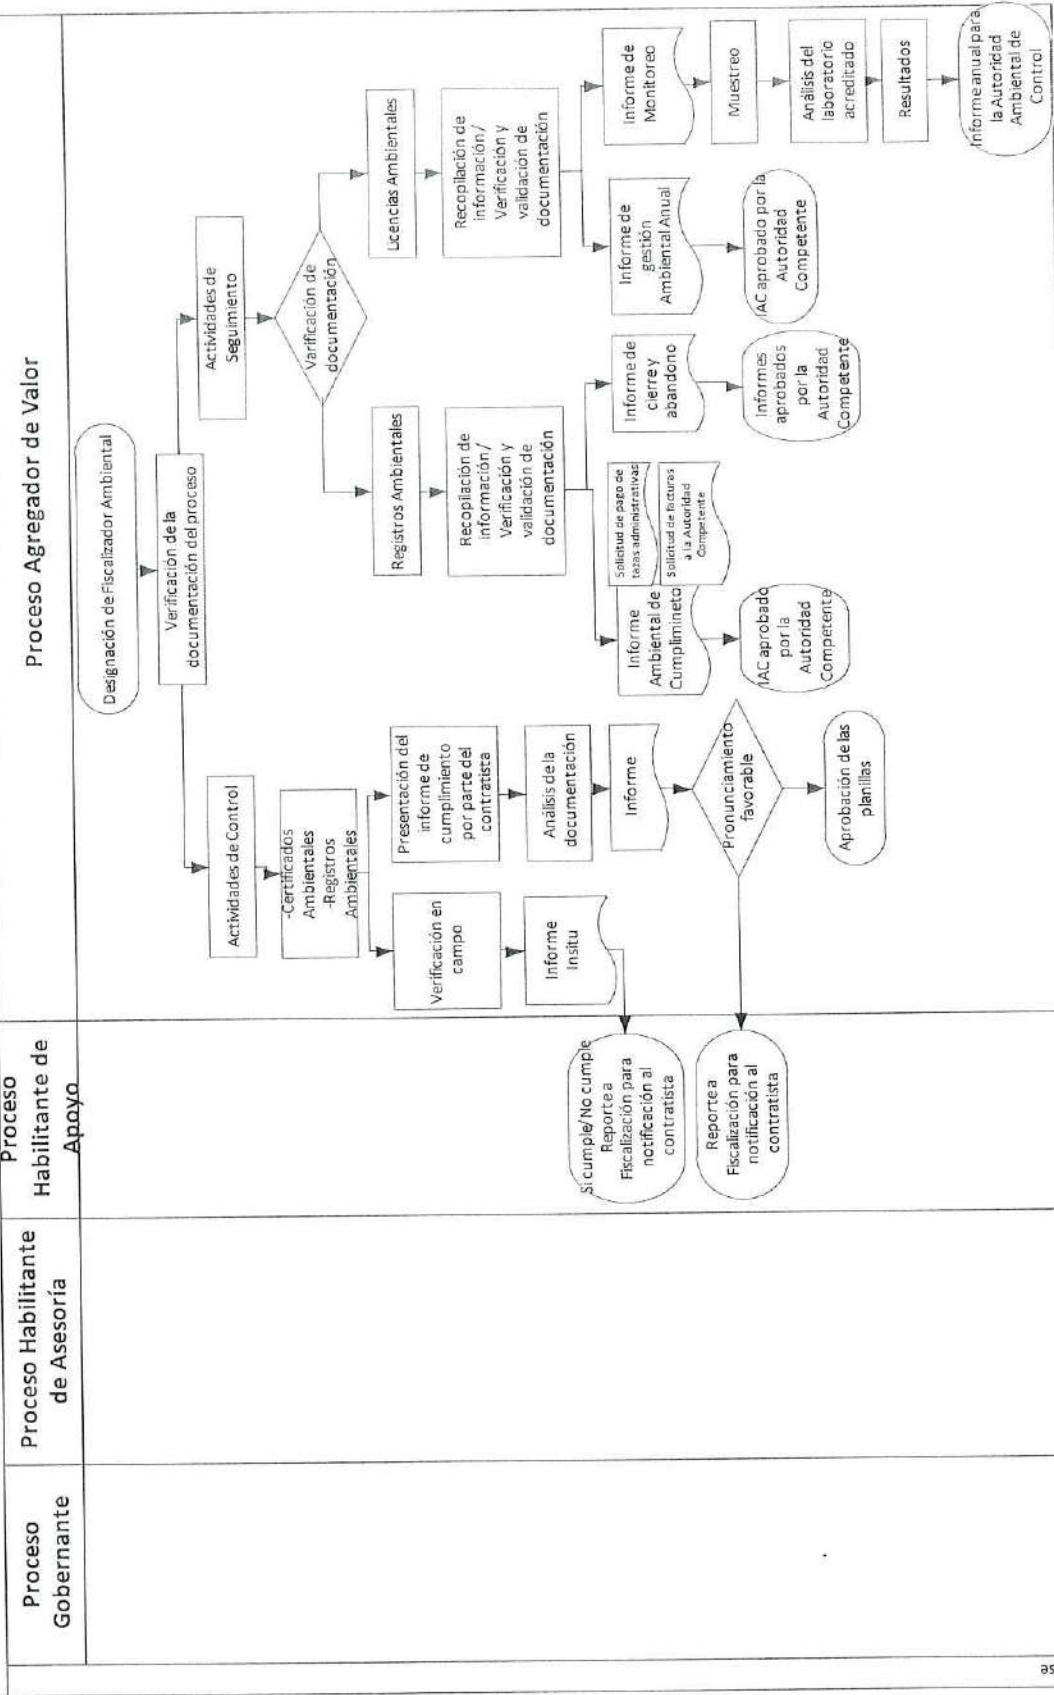 Proceso
Gobernante
Proceso Habilitante
de Asesoría
Proceso
Habilitante de
Apoyo
Proceso Agregador de Valor
Designación de Fiscalizador Ambiental
Verificación de la
documentación del proceso
Actividades de Control
-Certificados
Ambientales
-Registros
Ambientales
Verificación en
campo
Informe
Insitu
Si cumple/No cumple
Reporte a
Fiscalización para
notificación al
contratista
Presentación del
informe de
cumplimiento
por parte del
contratista
Análisis de la
documentación
Informe
Pronunciamiento
favorable
Reporte a
Fiscalización para
notificación al
contratista
Aprobación de las
planillas
Actividades de
Seguimiento
Varificación de
documentación
Registros Ambientales
Recopilación de
información/
Verificación y
validación de
documentación
Informe
Ambiental de
Cumplimineto
IAC aprobado
por la
Autoridad
Competente
Solicitud de pago de
tazas administrativas
Solicitud de facturas
a la Autoridad
Competente
Informe de
cierre y
abandono
Informes
aprobados
por la
Autoridad
Competente
Licencias Ambientales
Recopilación de
información/
Verificación y
validación de
documentación
Informe de
gestión
Ambiental Anual
IAC aprobado por la
Autoridad
Competente
Informe de
Monitoreo
Muestreo
Análisis del
laboratorio
acreditado
Resultados
Informe anual para
la Autoridad
Ambiental de
Control
se